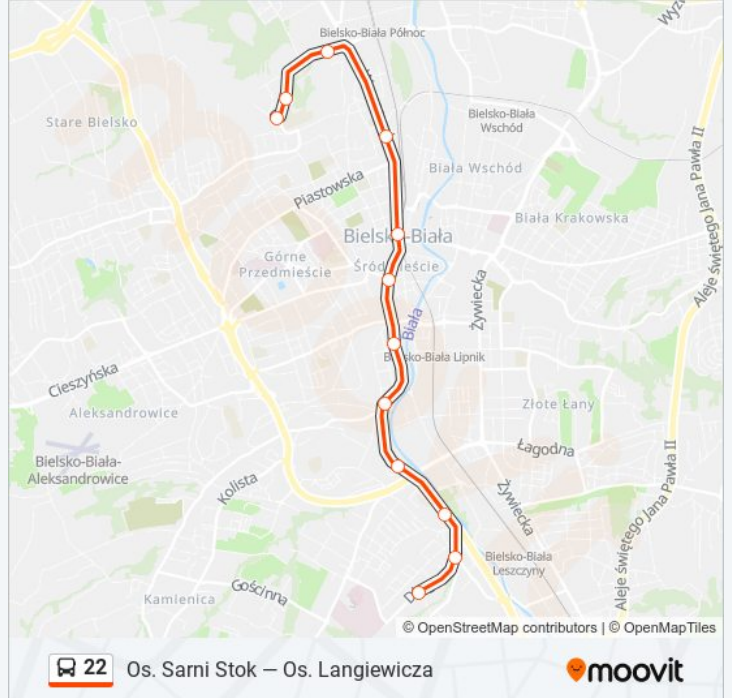 Bielsko-Biała Północ
Stare Bielsko
Bielsko-Biała
Wschód
Biała Wschód
Piastowska
Aleje świętego Jana Pawła II
Biała Krakowska
Bielsko-Biała
Górne
Przedmieście
Śródmieście
Żywiecka
Biała
Bielsko-Biała Lipnik
Cieszyńska
Aleksandrowice
Złote Łany
Łagodna
Bielsko-Biała-
Aleksandrowice
Kolista
Żywiecka
Aleje świętego Jana Pawła II
Bielsko-Biała
Leszczyny
Gościnna
Kamienica
© OpenStreetMap contributors | © OpenMapTiles
22 Os. Sarni Stok — Os. Langiewicza
moovit